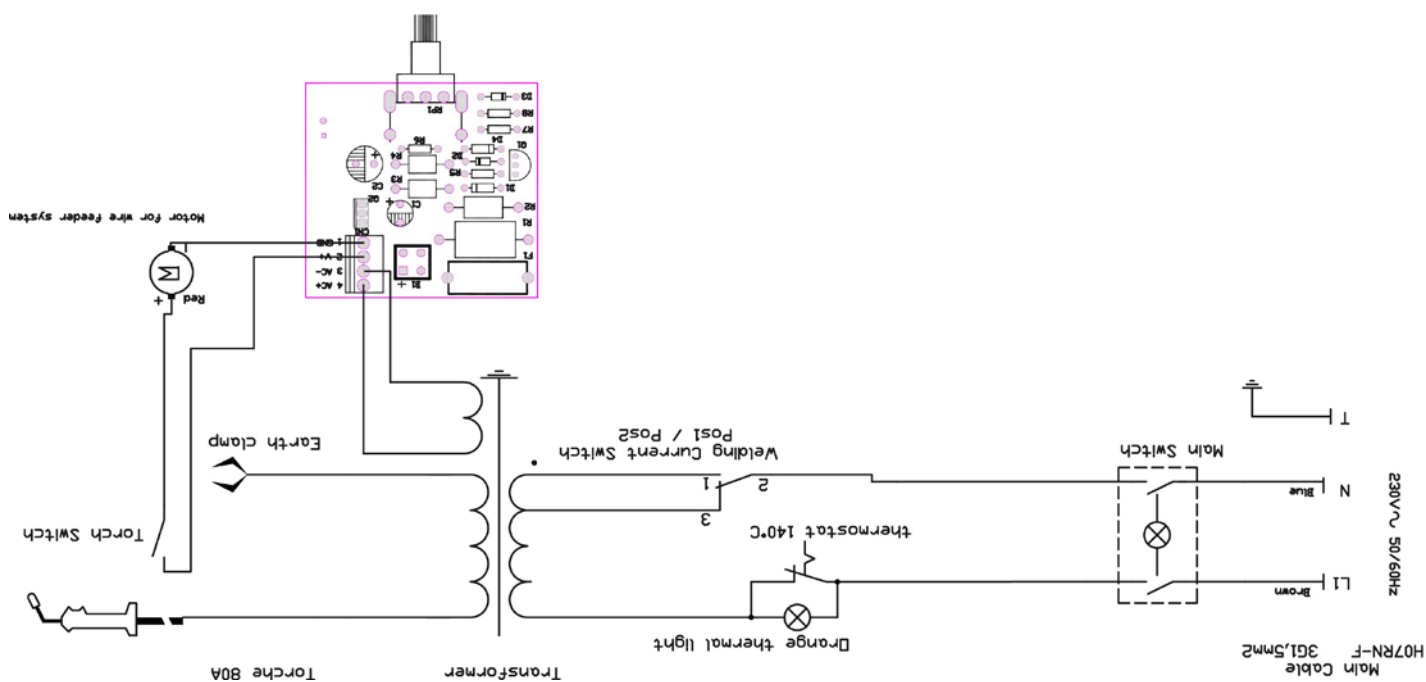 Main Cable
H07RN-F 3G1,5mm2
Transformer
Torche 80A
Orange thermal light
230V~ 50/60Hz
L1
Brown
thermostat 140°C
Torch Switch
3
N
Blue
2
1
Main Switch
Welding Current Switch
Pos1 / Pos2
Earth clamp
T
+
Red
M
-
4 AC+
3 AC-
2 V+
1 GND
CN1
B1
+
F1
R1
R2
Q2
C1
+
D1
C2
R3
R5
D2
R4
+
R6
D4
Q1
R7
R8
D3
RP1
Motor for wire feeder system